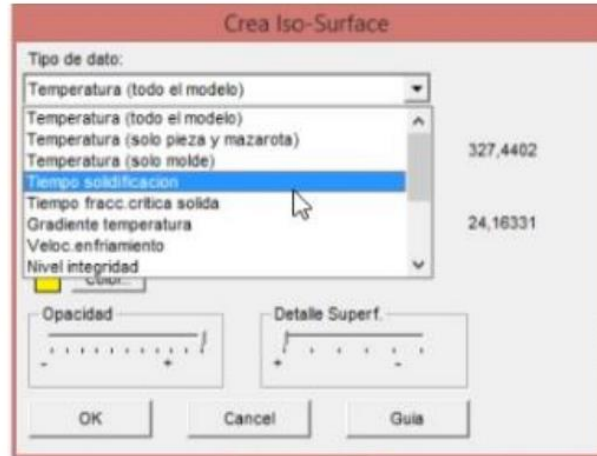 Crea Iso-Surface
Tipo de dato:
Temperatura (todo el modelo)
Temperatura (todo el modelo)
Temperatura (solo pieza y mazarota)
327,4402
Temperatura (solo molde)
Tiempo solidificacion
Tiempo fracc.critica solida
Gradiente temperatura
24,16331
Veloc.enfriamiento
Nivel integridad
Color...
Opacidad
Detalle Superf.
- +
+ -
OK
Cancel
Guia